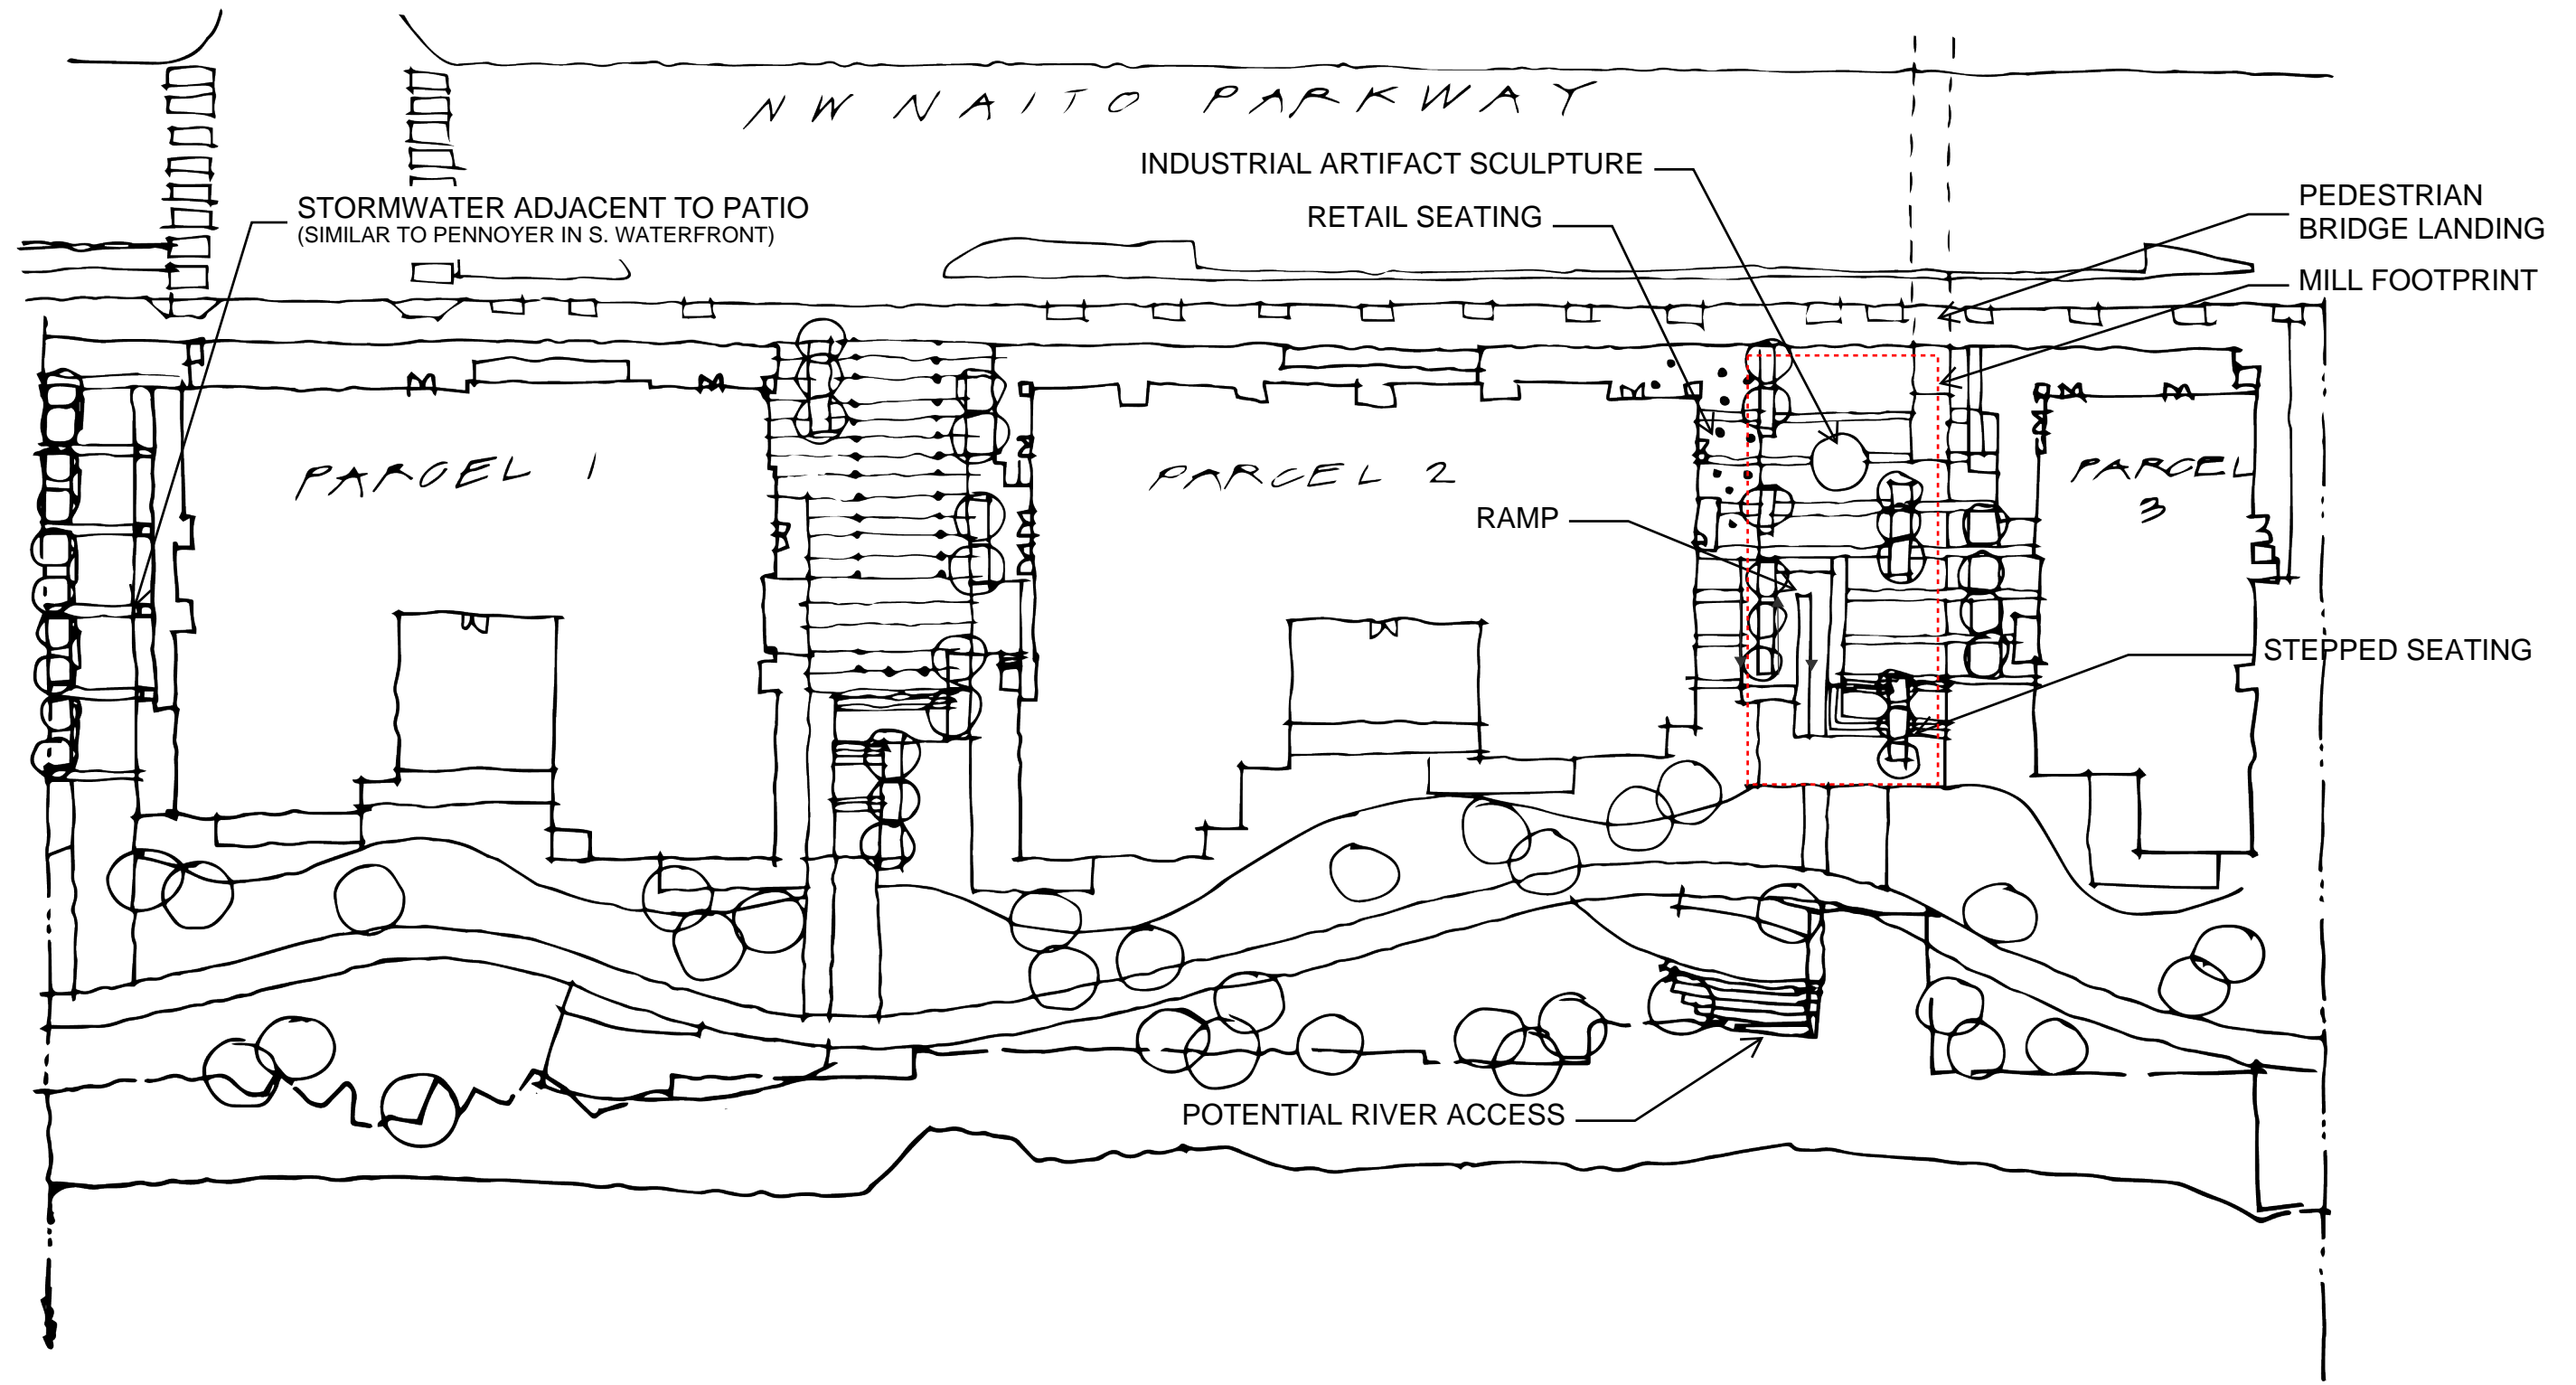 NW NAITO PARKWAY
INDUSTRIAL ARTIFACT SCULPTURE
RETAIL SEATING
STORMWATER ADJACENT TO PATIO
(SIMILAR TO PENNOYER IN S. WATERFRONT)
PEDESTRIAN
BRIDGE LANDING
MILL FOOTPRINT
PARCEL 1
PARCEL 2
PARCEL
3
RAMP
STEPPED SEATING
POTENTIAL RIVER ACCESS